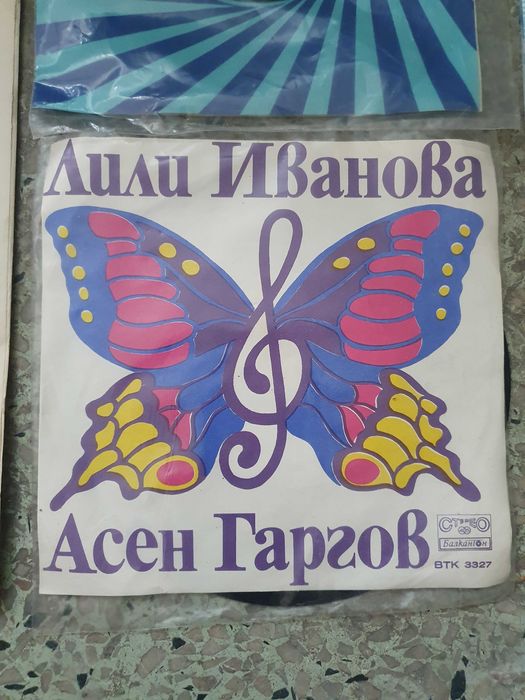 Лили Иванова
Асен Гаргов
СТЕРЕО
Балкантон
ВТК 3327